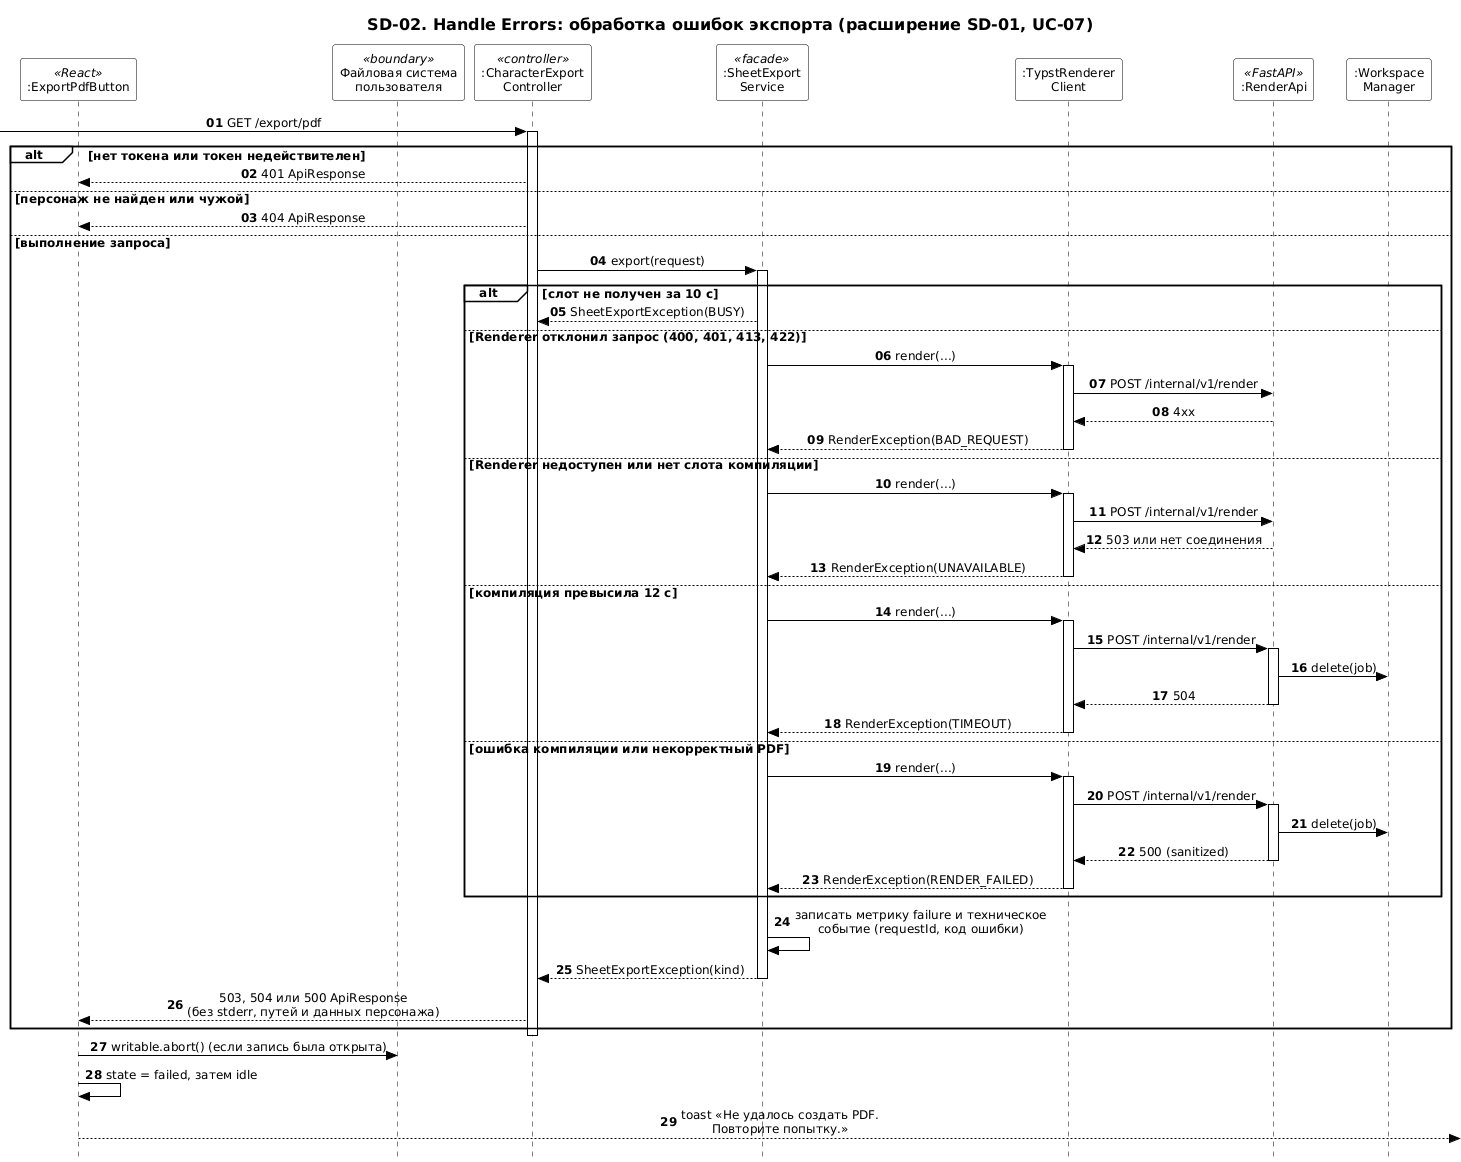 SD-02. Handle Errors: обработка ошибок экспорта (расширение SD-01, UC-07)
«React»
:ExportPdfButton
«boundary»
Файловая система
пользователя
«controller»
:CharacterExport
Controller
«facade»
:SheetExport
Service
:TypstRenderer
Client
«FastAPI»
:RenderApi
:Workspace
Manager
01 GET /export/pdf
alt [нет токена или токен недействителен]
02 401 ApiResponse
[персонаж не найден или чужой]
03 404 ApiResponse
[выполнение запроса]
04 export(request)
alt [слот не получен за 10 с]
05 SheetExportException(BUSY)
[Renderer отклонил запрос (400, 401, 413, 422)]
06 render(...)
07 POST /internal/v1/render
08 4xx
09 RenderException(BAD_REQUEST)
[Renderer недоступен или нет слота компиляции]
10 render(...)
11 POST /internal/v1/render
12 503 или нет соединения
13 RenderException(UNAVAILABLE)
[компиляция превысила 12 с]
14 render(...)
15 POST /internal/v1/render
16 delete(job)
17 504
18 RenderException(TIMEOUT)
[ошибка компиляции или некорректный PDF]
19 render(...)
20 POST /internal/v1/render
21 delete(job)
22 500 (sanitized)
23 RenderException(RENDER_FAILED)
24 записать метрику failure и техническое
событие (requestId, код ошибки)
25 SheetExportException(kind)
26 503, 504 или 500 ApiResponse
(без stderr, путей и данных персонажа)
27 writable.abort() (если запись была открыта)
28 state = failed, затем idle
29 toast «Не удалось создать PDF.
Повторите попытку.»